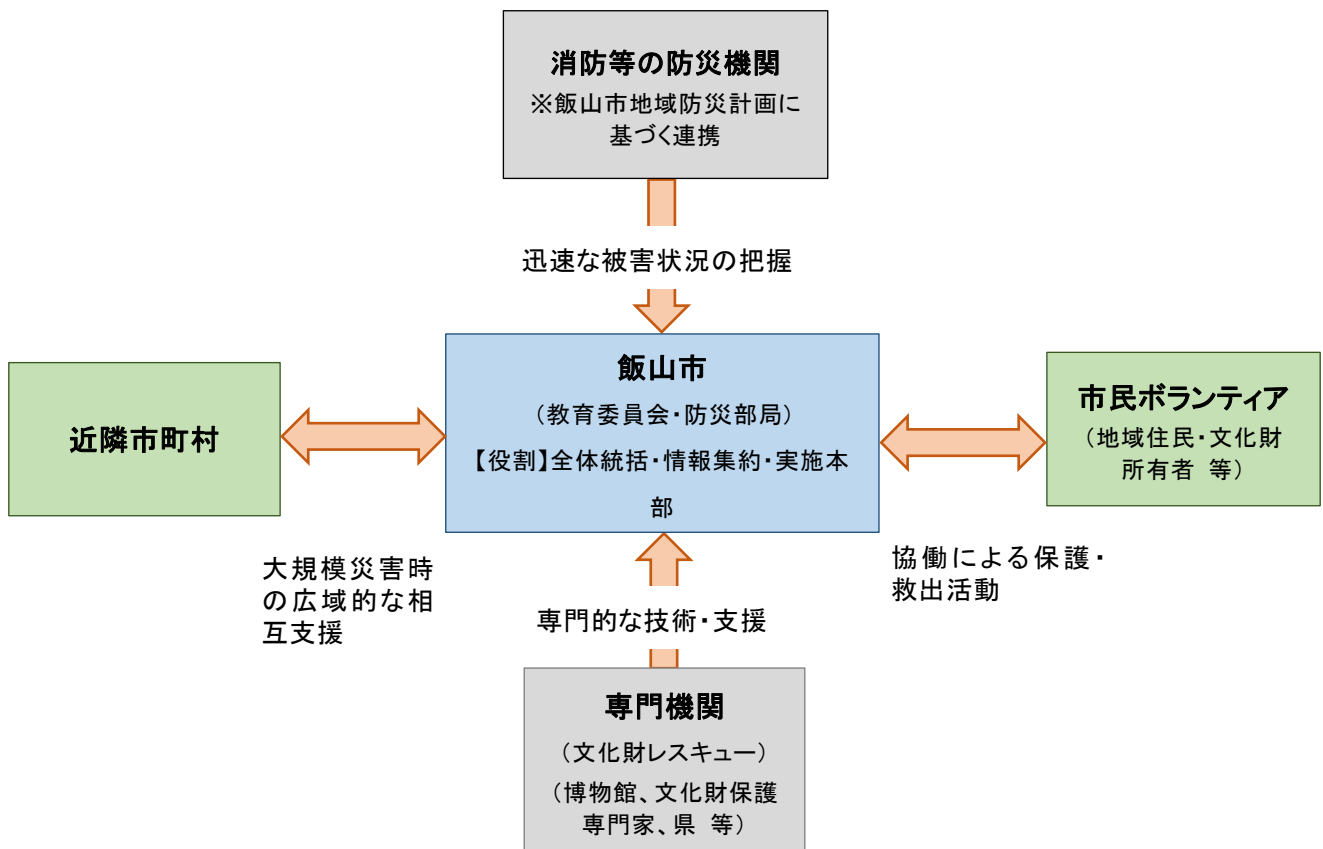 消防等の防災機関
※飯山市地域防災計画に
基づく連携
迅速な被害状況の把握
飯山市
（教育委員会・防災部局）
【役割】全体統括・情報集約・実施本
部
近隣市町村
市民ボランティア
（地域住民・文化財
所有者 等）
大規模災害時
の広域的な相
互支援
協働による保護・
救出活動
専門的な技術・支援
専門機関
（文化財レスキュー）
（博物館、文化財保護
専門家、県 等）